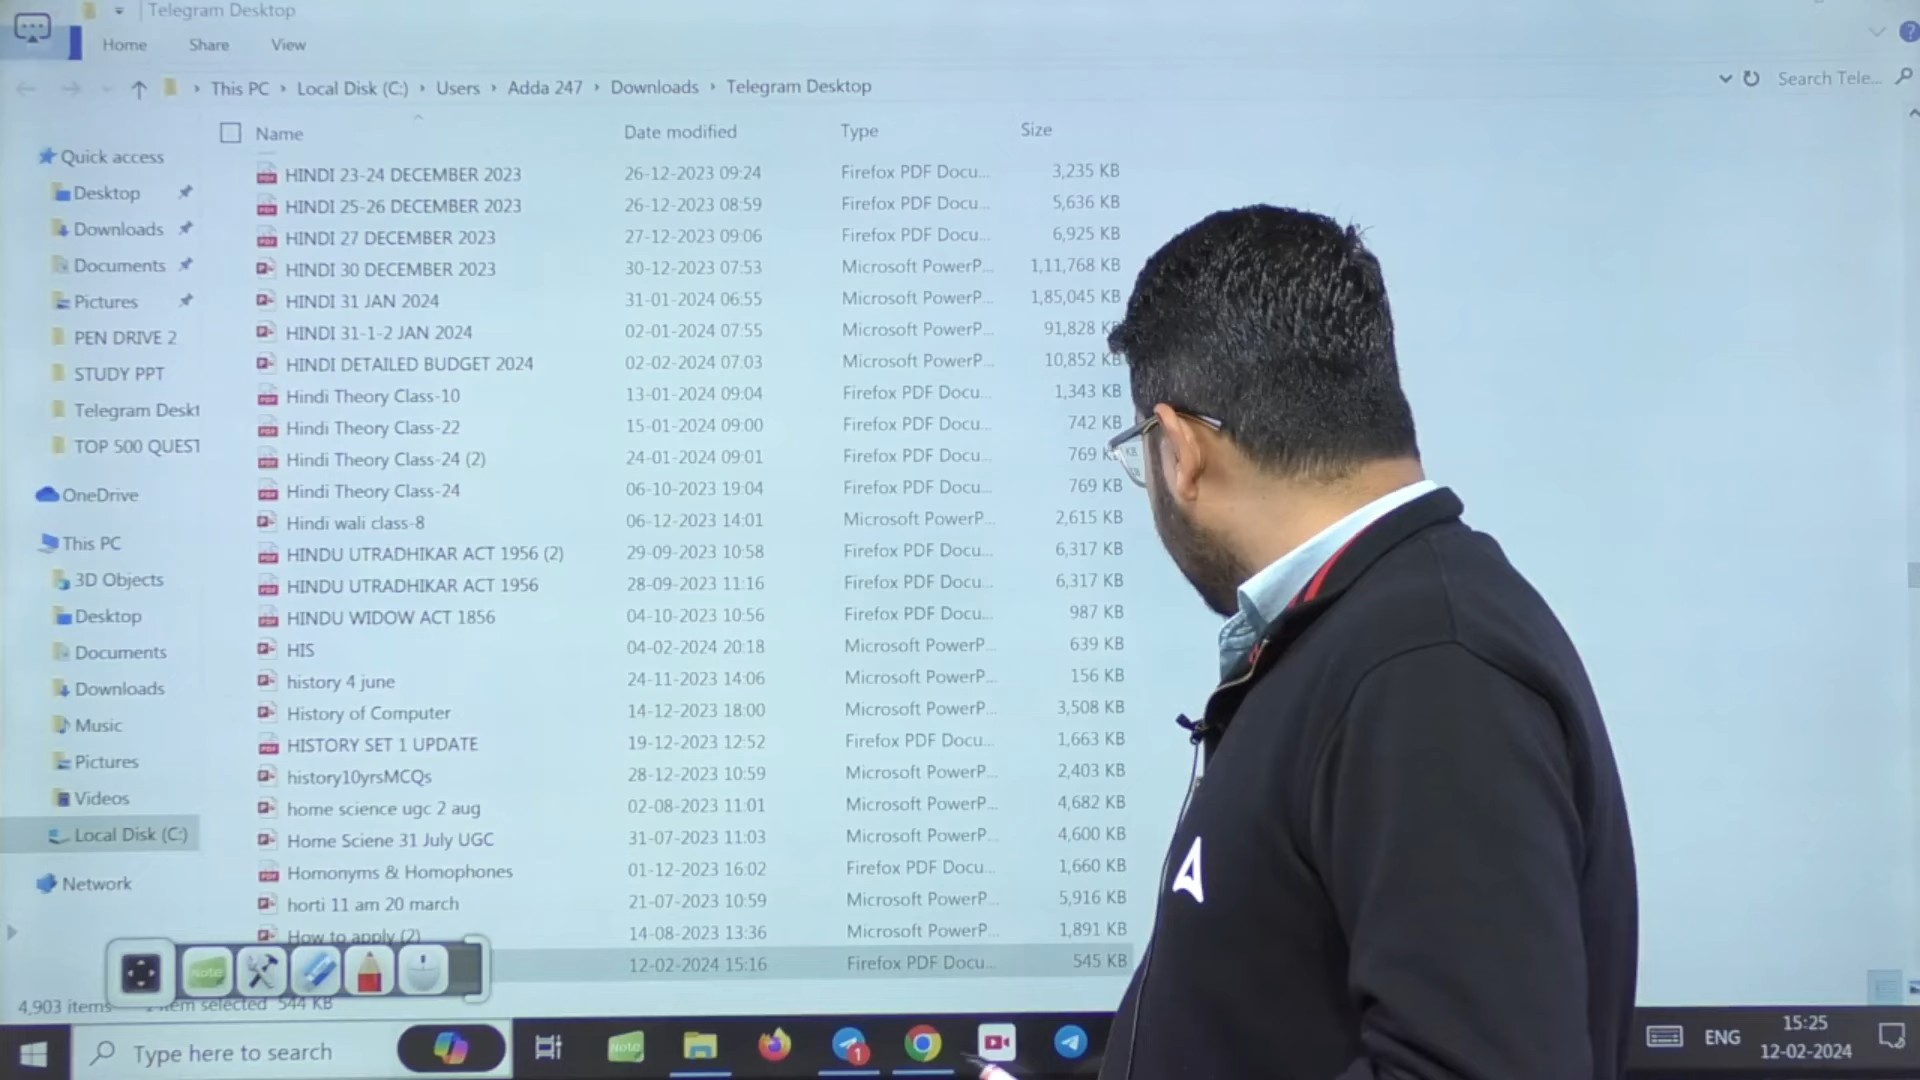 Telegram Desktop
Home Share View
This PC › Local Disk (C:) › Users › Adda 247 › Downloads › Telegram Desktop
Search Tele...
Name Date modified Type Size
HINDI 23-24 DECEMBER 2023 26-12-2023 09:24 Firefox PDF Docu... 3,235 KB
HINDI 25-26 DECEMBER 2023 26-12-2023 08:59 Firefox PDF Docu... 5,636 KB
HINDI 27 DECEMBER 2023 27-12-2023 09:06 Firefox PDF Docu... 6,925 KB
HINDI 30 DECEMBER 2023 30-12-2023 07:53 Microsoft PowerP... 1,11,768 KB
HINDI 31 JAN 2024 31-01-2024 06:55 Microsoft PowerP... 1,85,045 KB
HINDI 31-1-2 JAN 2024 02-01-2024 07:55 Microsoft PowerP... 91,828 KB
HINDI DETAILED BUDGET 2024 02-02-2024 07:03 Microsoft PowerP... 10,852 KB
Hindi Theory Class-10 13-01-2024 09:04 Firefox PDF Docu... 1,343 KB
Hindi Theory Class-22 15-01-2024 09:00 Firefox PDF Docu... 742 KB
Hindi Theory Class-24 (2) 24-01-2024 09:01 Firefox PDF Docu... 769 K
Hindi Theory Class-24 06-10-2023 19:04 Firefox PDF Docu... 769 KB
Hindi wali class-8 06-12-2023 14:01 Microsoft PowerP... 2,615 KB
HINDU UTRADHIKAR ACT 1956 (2) 29-09-2023 10:58 Firefox PDF Docu... 6,317 KB
HINDU UTRADHIKAR ACT 1956 28-09-2023 11:16 Firefox PDF Docu... 6,317 KB
HINDU WIDOW ACT 1856 04-10-2023 10:56 Firefox PDF Docu... 987 KB
HIS 04-02-2024 20:18 Microsoft PowerP... 639 KB
history 4 june 24-11-2023 14:06 Microsoft PowerP... 156 KB
History of Computer 14-12-2023 18:00 Microsoft PowerP... 3,508 KB
HISTORY SET 1 UPDATE 19-12-2023 12:52 Firefox PDF Docu... 1,663 KB
history10yrsMCQs 28-12-2023 10:59 Microsoft PowerP... 2,403 KB
home science ugc 2 aug 02-08-2023 11:01 Microsoft PowerP... 4,682 KB
Home Sciene 31 July UGC 31-07-2023 11:03 Microsoft PowerP... 4,600 KB
Homonyms & Homophones 01-12-2023 16:02 Firefox PDF Docu... 1,660 KB
horti 11 am 20 march 21-07-2023 10:59 Microsoft PowerP... 5,916 KB
How to apply (2) 14-08-2023 13:36 Microsoft PowerP... 1,891 KB
12-02-2024 15:16 Firefox PDF Docu... 545 KB
Quick access
Desktop
Downloads
Documents
Pictures
PEN DRIVE 2
STUDY PPT
Telegram Deskt
TOP 500 QUEST
OneDrive
This PC
3D Objects
Desktop
Documents
Downloads
Music
Pictures
Videos
Local Disk (C:)
Network
Note
4,903 items item selected 544 KB
Type here to search
Note
1
ENG
15:25
12-02-2024